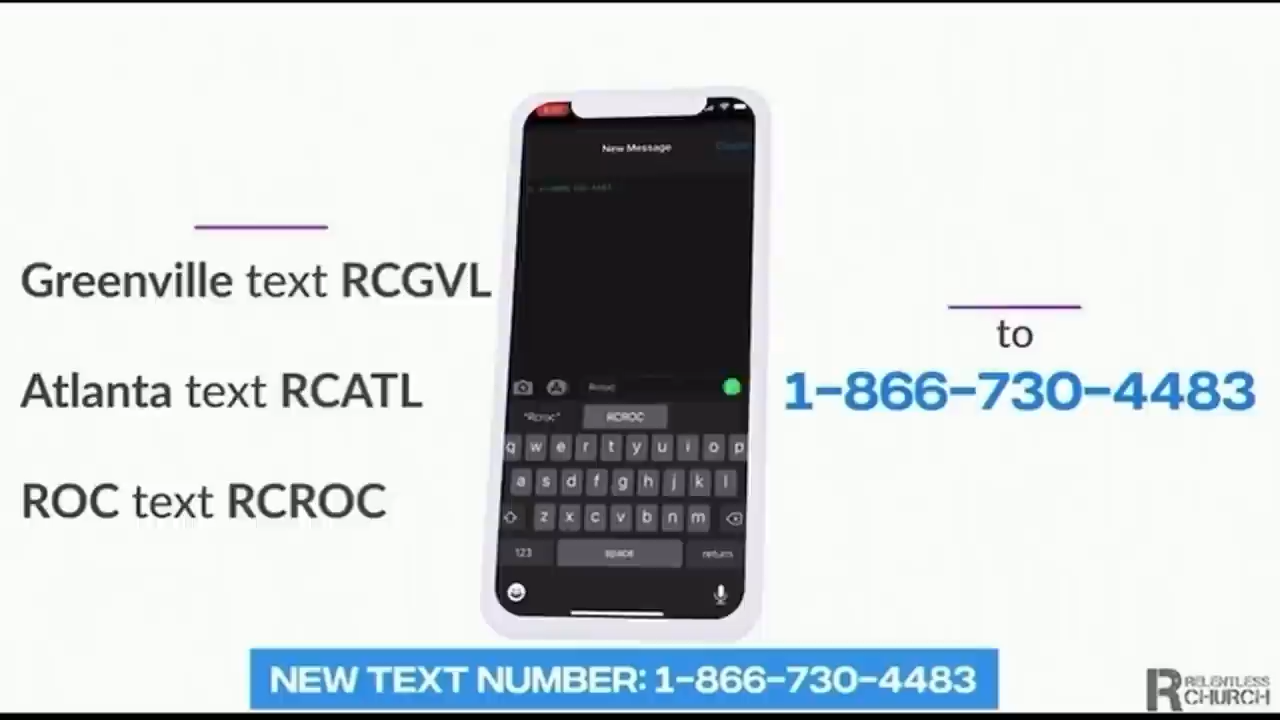 Greenville text RCGVL
Atlanta text RCATL
ROC text RCROC
New Message
"Rcroc" RCROC
q w e r t y u i o p
a s d f g h j k l
z x c v b n m
123 space return
to
1-866-730-4483
NEW TEXT NUMBER: 1-866-730-4483
RELENTLESS
CHURCH